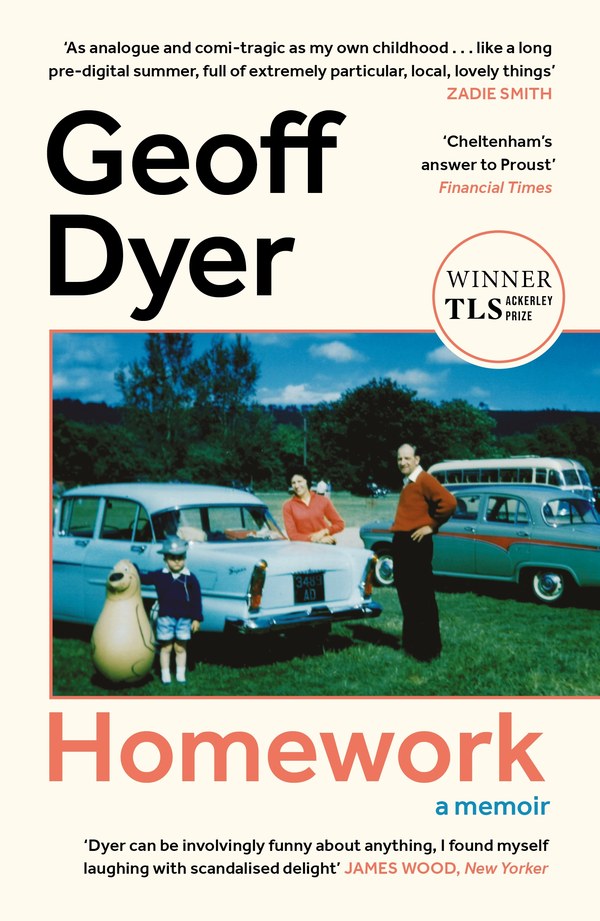 ‘As analogue and comi-tragic as my own childhood . . . like a long
pre-digital summer, full of extremely particular, local, lovely things’
ZADIE SMITH
Geoff
Dyer
‘Cheltenham’s
answer to Proust’
Financial Times
WINNER
TLS ACKERLEY
PRIZE
3489
AD
Homework
a memoir
‘Dyer can be involvingly funny about anything, I found myself
laughing with scandalised delight’ JAMES WOOD, New Yorker